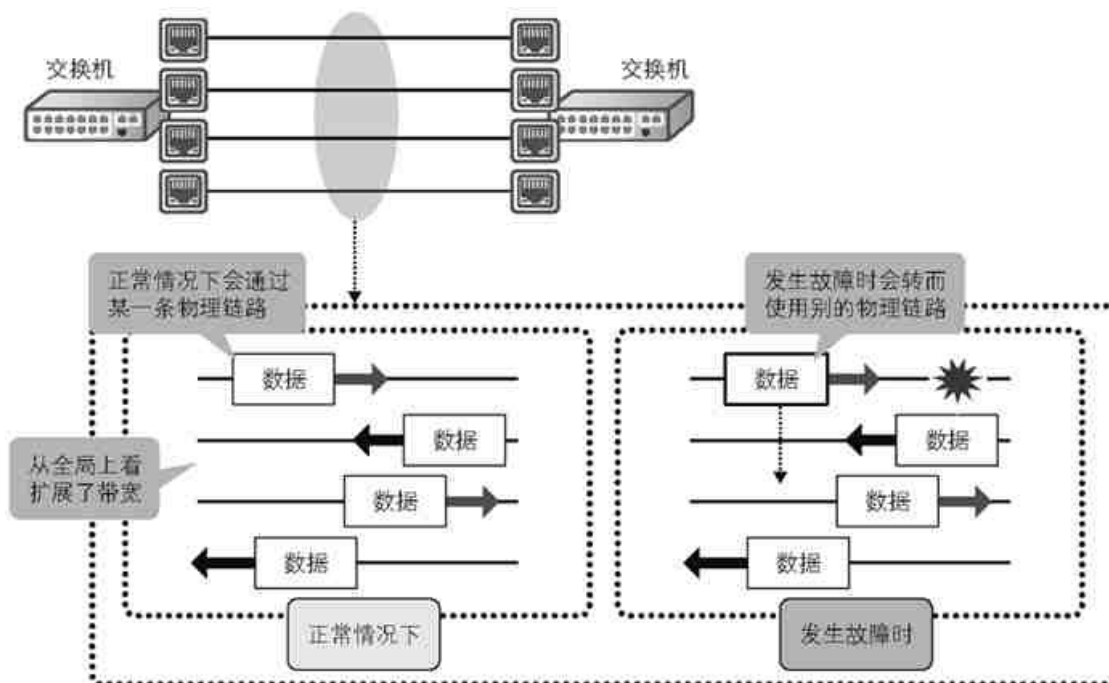 交换机
交换机
正常情况下会通过
某一条物理链路
发生故障时会转而
使用别的物理链路
数据
数据
数据
数据
从全局上看
扩展了带宽
数据
数据
数据
数据
正常情况下
发生故障时